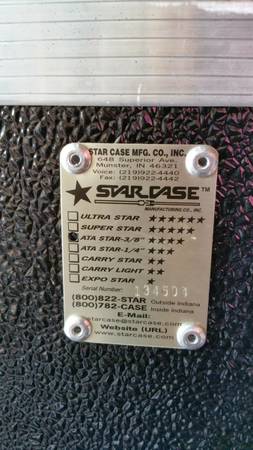 STAR CASE MFG. CO., INC.
648 Superior Ave.
Munster, IN 46321
Voice: (219)922-4440
Fax: (219)922-4442
★ STAR CASE™
MANUFACTURING CO., INC.
ULTRA STAR ★★★★★★
SUPER STAR ★★★★★
ATA STAR-3/8" ★★★★
ATA STAR-1/4" ★★★
CARRY STAR ★★
CARRY LIGHT ★★
EXPO STAR ★
Serial Number: 134501
(800)822-STAR Outside Indiana
(800)782-CASE Inside Indiana
E-Mail:
starcase@starcase.com
Website (URL)
www.starcase.com